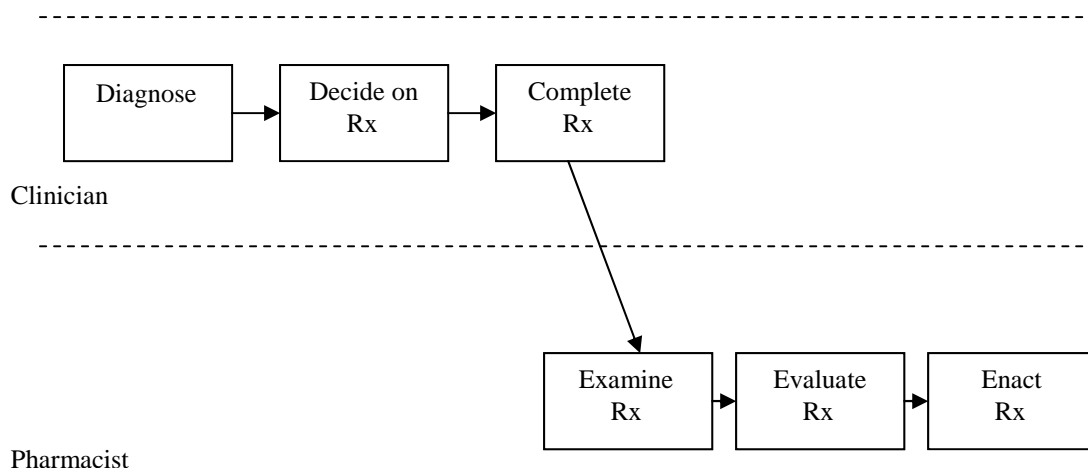 Diagnose
Decide on
Rx
Complete
Rx
Clinician
Examine
Rx
Evaluate
Rx
Enact
Rx
Pharmacist